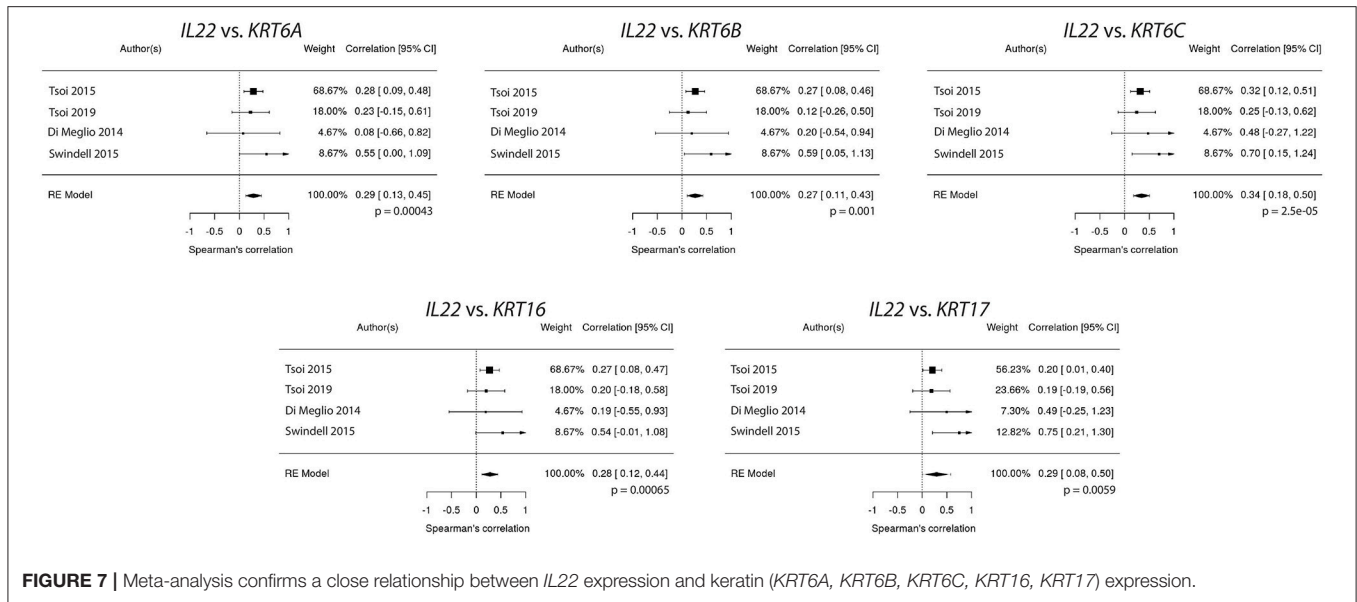 IL22 vs. KRT6A
Author(s) Weight Correlation [95% CI]
Tsoi 2015 68.67% 0.28 [ 0.09, 0.48]
Tsoi 2019 18.00% 0.23 [-0.15, 0.61]
Di Meglio 2014 4.67% 0.08 [-0.66, 0.82]
Swindell 2015 8.67% 0.55 [ 0.00, 1.09]
RE Model 100.00% 0.29 [ 0.13, 0.45]
p = 0.00043
-1 -0.5 0 0.5 1
Spearman's correlation
IL22 vs. KRT6B
Author(s) Weight Correlation [95% CI]
Tsoi 2015 68.67% 0.27 [ 0.08, 0.46]
Tsoi 2019 18.00% 0.12 [-0.26, 0.50]
Di Meglio 2014 4.67% 0.20 [-0.54, 0.94]
Swindell 2015 8.67% 0.59 [ 0.05, 1.13]
RE Model 100.00% 0.27 [ 0.11, 0.43]
p = 0.001
-1 -0.5 0 0.5 1
Spearman's correlation
IL22 vs. KRT6C
Author(s) Weight Correlation [95% CI]
Tsoi 2015 68.67% 0.32 [ 0.12, 0.51]
Tsoi 2019 18.00% 0.25 [-0.13, 0.62]
Di Meglio 2014 4.67% 0.48 [-0.27, 1.22]
Swindell 2015 8.67% 0.70 [ 0.15, 1.24]
RE Model 100.00% 0.34 [ 0.18, 0.50]
p = 2.5e-05
-1 -0.5 0 0.5 1
Spearman's correlation
IL22 vs. KRT16
Author(s) Weight Correlation [95% CI]
Tsoi 2015 68.67% 0.27 [ 0.08, 0.47]
Tsoi 2019 18.00% 0.20 [-0.18, 0.58]
Di Meglio 2014 4.67% 0.19 [-0.55, 0.93]
Swindell 2015 8.67% 0.54 [-0.01, 1.08]
RE Model 100.00% 0.28 [ 0.12, 0.44]
p = 0.00065
-1 -0.5 0 0.5 1
Spearman's correlation
IL22 vs. KRT17
Author(s) Weight Correlation [95% CI]
Tsoi 2015 56.23% 0.20 [ 0.01, 0.40]
Tsoi 2019 23.66% 0.19 [-0.19, 0.56]
Di Meglio 2014 7.30% 0.49 [-0.25, 1.23]
Swindell 2015 12.82% 0.75 [ 0.21, 1.30]
RE Model 100.00% 0.29 [ 0.08, 0.50]
p = 0.0059
-1 -0.5 0 0.5 1
Spearman's correlation
FIGURE 7 | Meta-analysis confirms a close relationship between IL22 expression and keratin (KRT6A, KRT6B, KRT6C, KRT16, KRT17) expression.